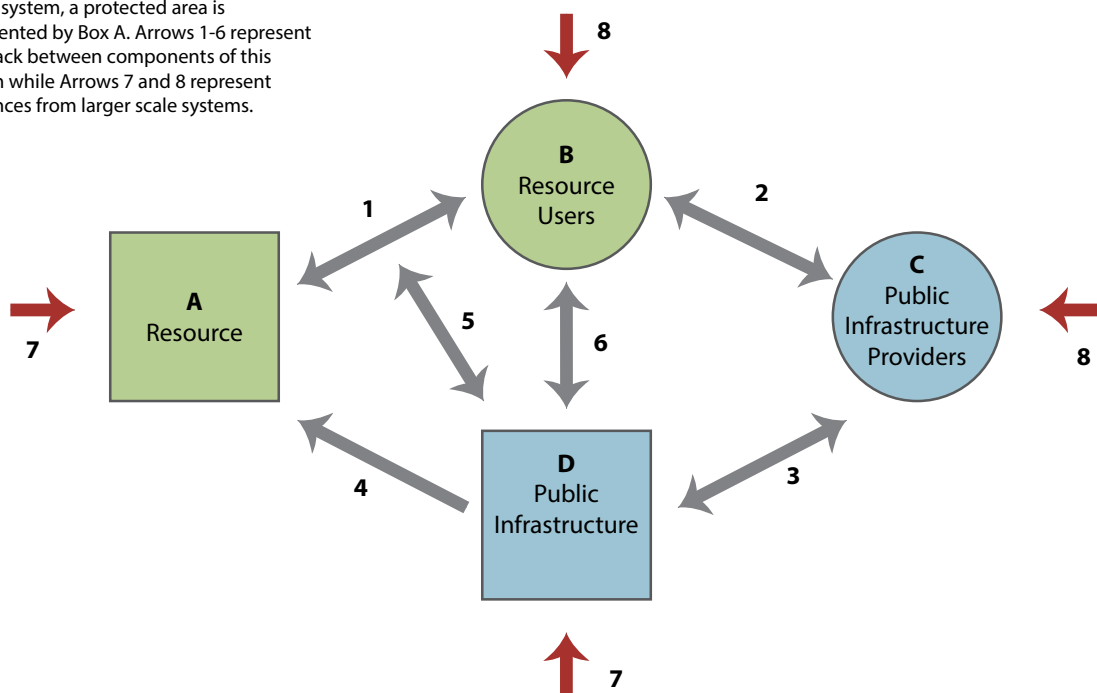 system, a protected area is
ented by Box A. Arrows 1-6 represent
ack between components of this
while Arrows 7 and 8 represent
nces from larger scale systems.
8
B
Resource
Users
1
2
A
Resource
C
Public
Infrastructure
Providers
7
5
6
8
D
Public
Infrastructure
4
3
7